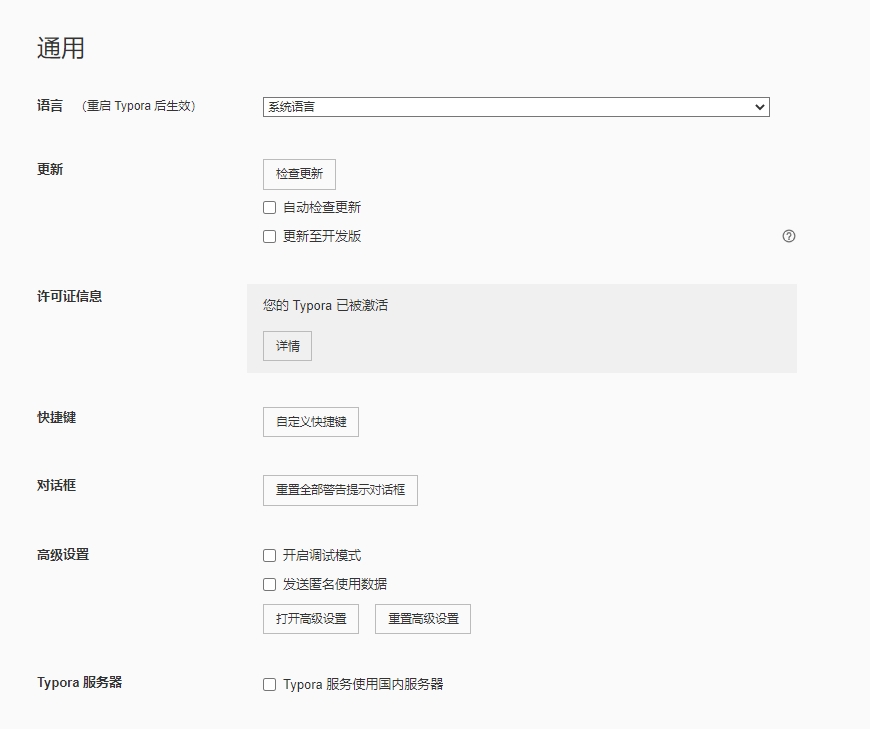 通用
语言 （重启 Typora 后生效） 系统语言
更新 检查更新
自动检查更新
更新至开发版
许可证信息 您的 Typora 已被激活
详情
快捷键 自定义快捷键
对话框 重置全部警告提示对话框
高级设置 开启调试模式
发送匿名使用数据
打开高级设置 重置高级设置
Typora 服务器 Typora 服务使用国内服务器